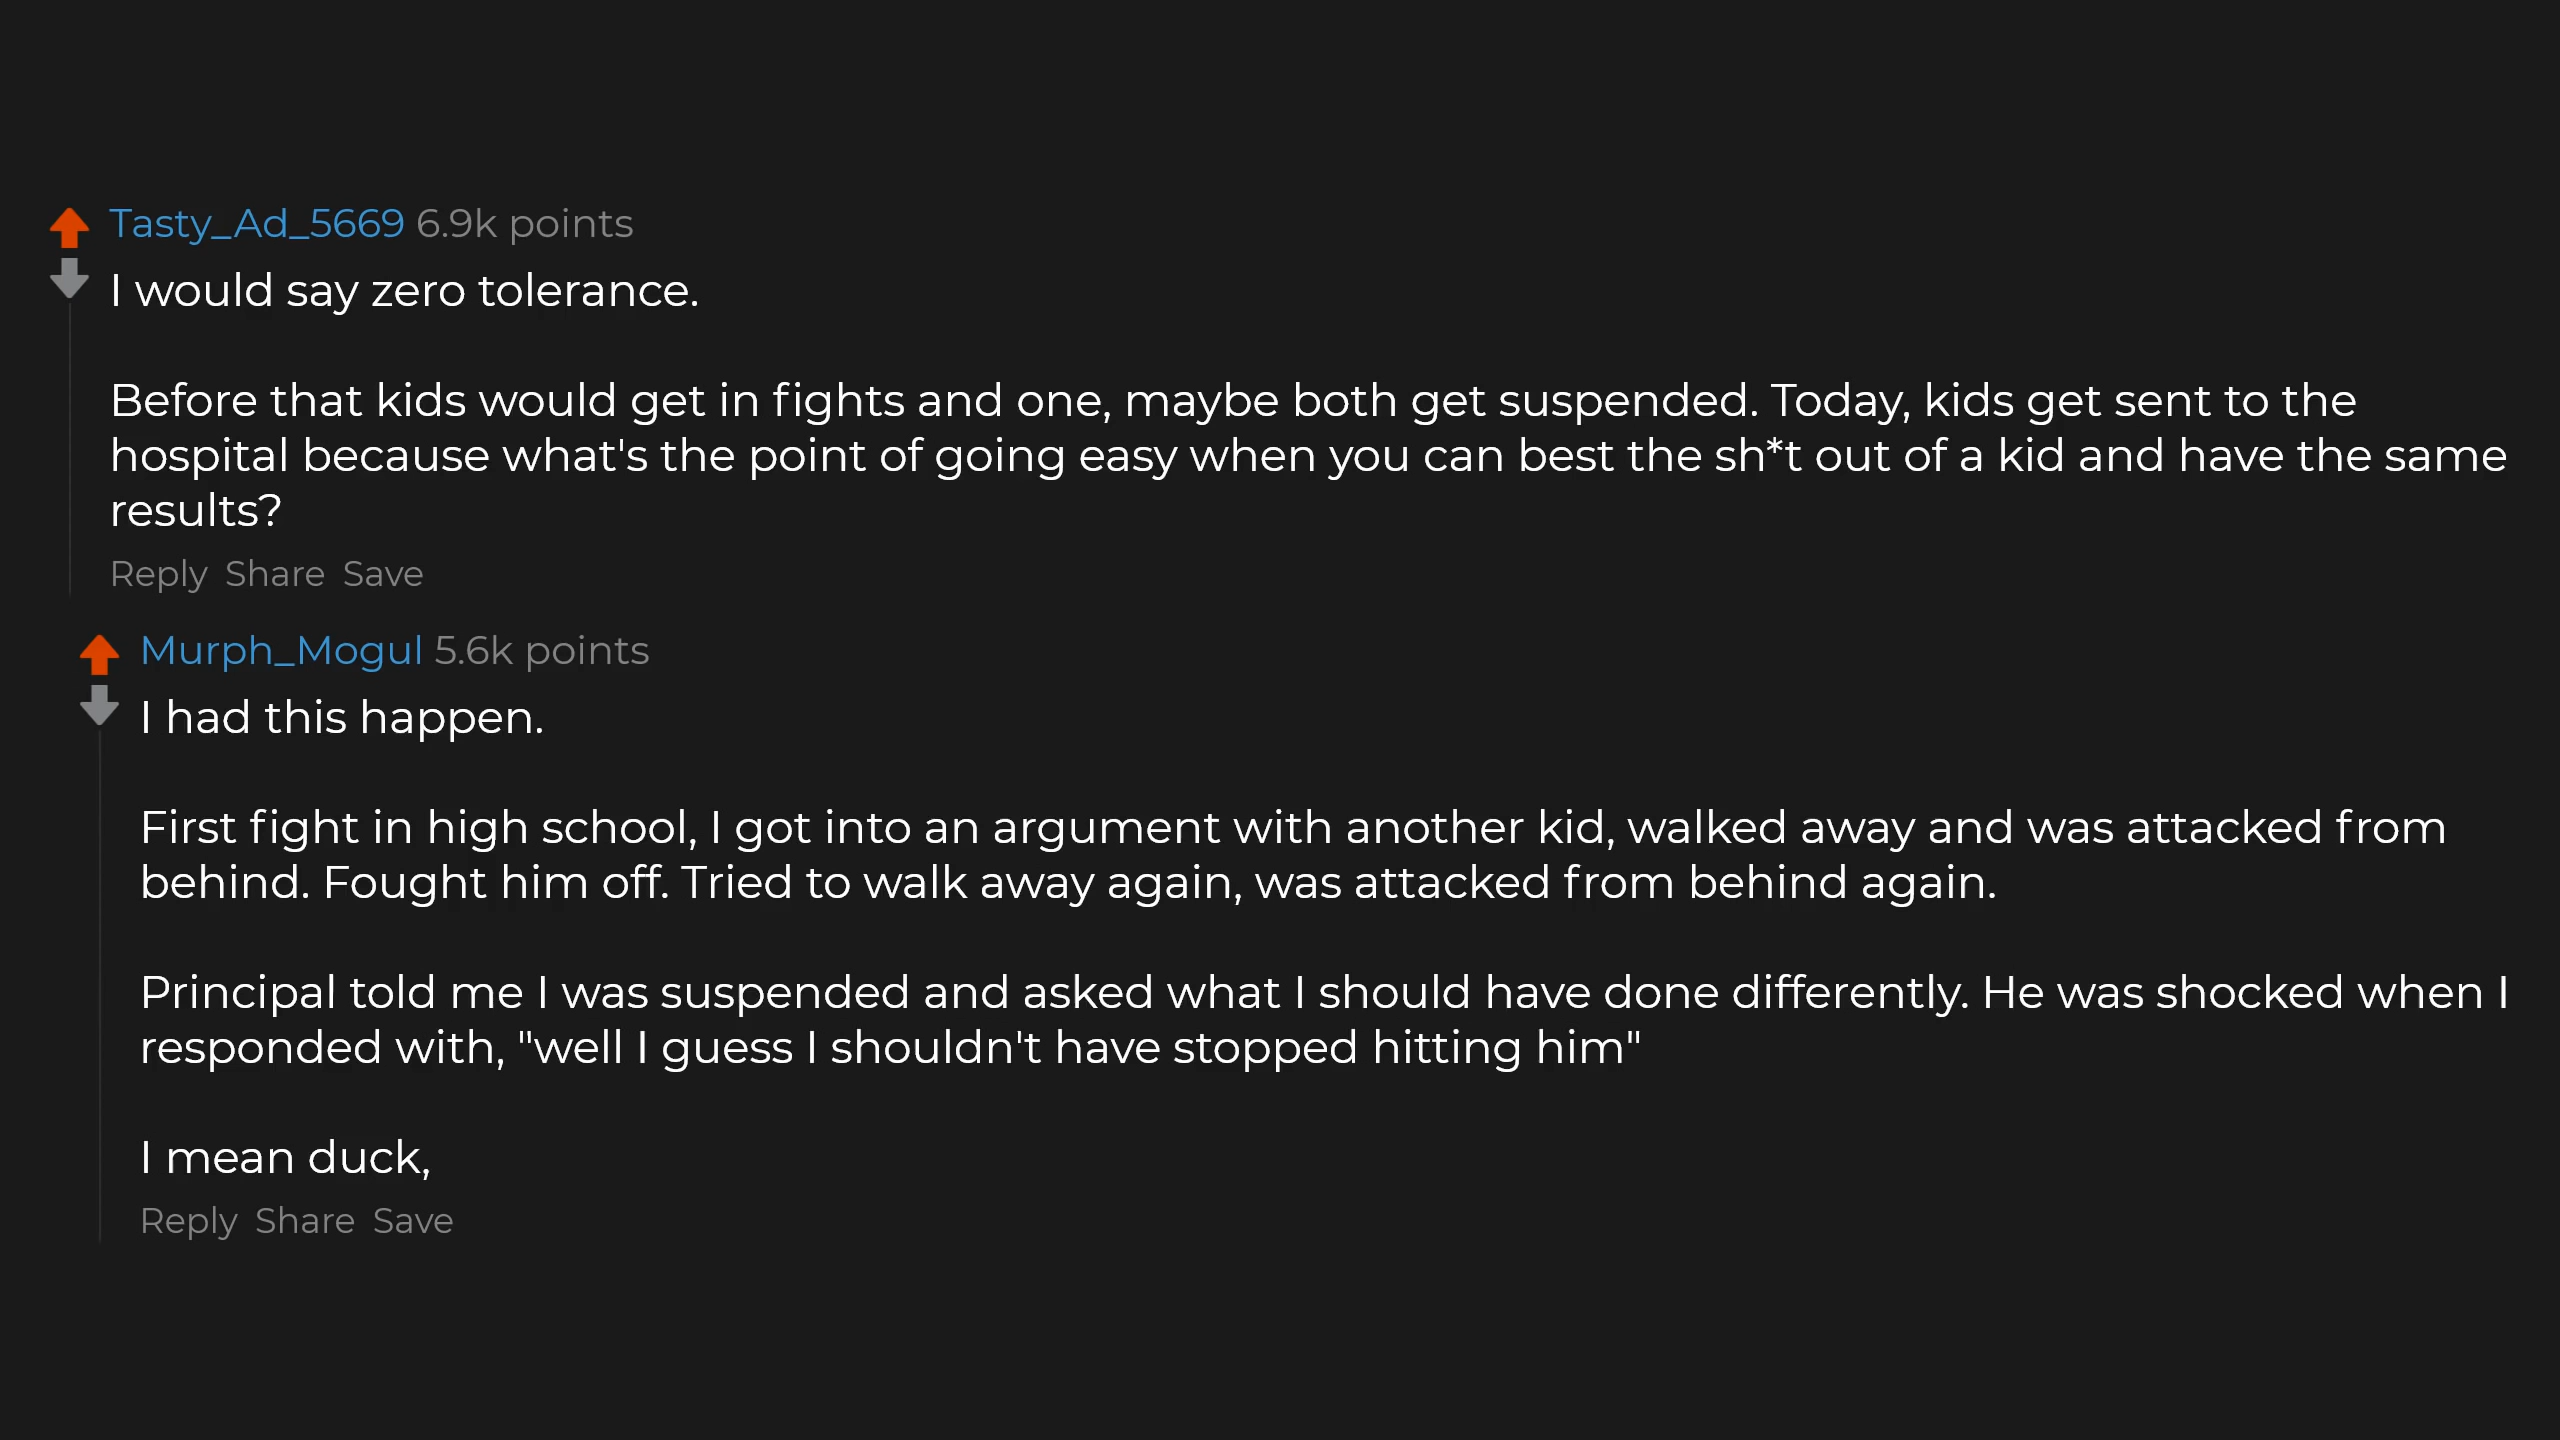 Tasty_Ad_5669 6.9k points
I would say zero tolerance.
Before that kids would get in fights and one, maybe both get suspended. Today, kids get sent to the
hospital because what's the point of going easy when you can best the sh*t out of a kid and have the same
results?
Reply Share Save
Murph_Mogul 5.6k points
I had this happen.
First fight in high school, I got into an argument with another kid, walked away and was attacked from
behind. Fought him off. Tried to walk away again, was attacked from behind again.
Principal told me I was suspended and asked what I should have done differently. He was shocked when I
responded with, "well I guess I shouldn't have stopped hitting him"
I mean duck,
Reply Share Save